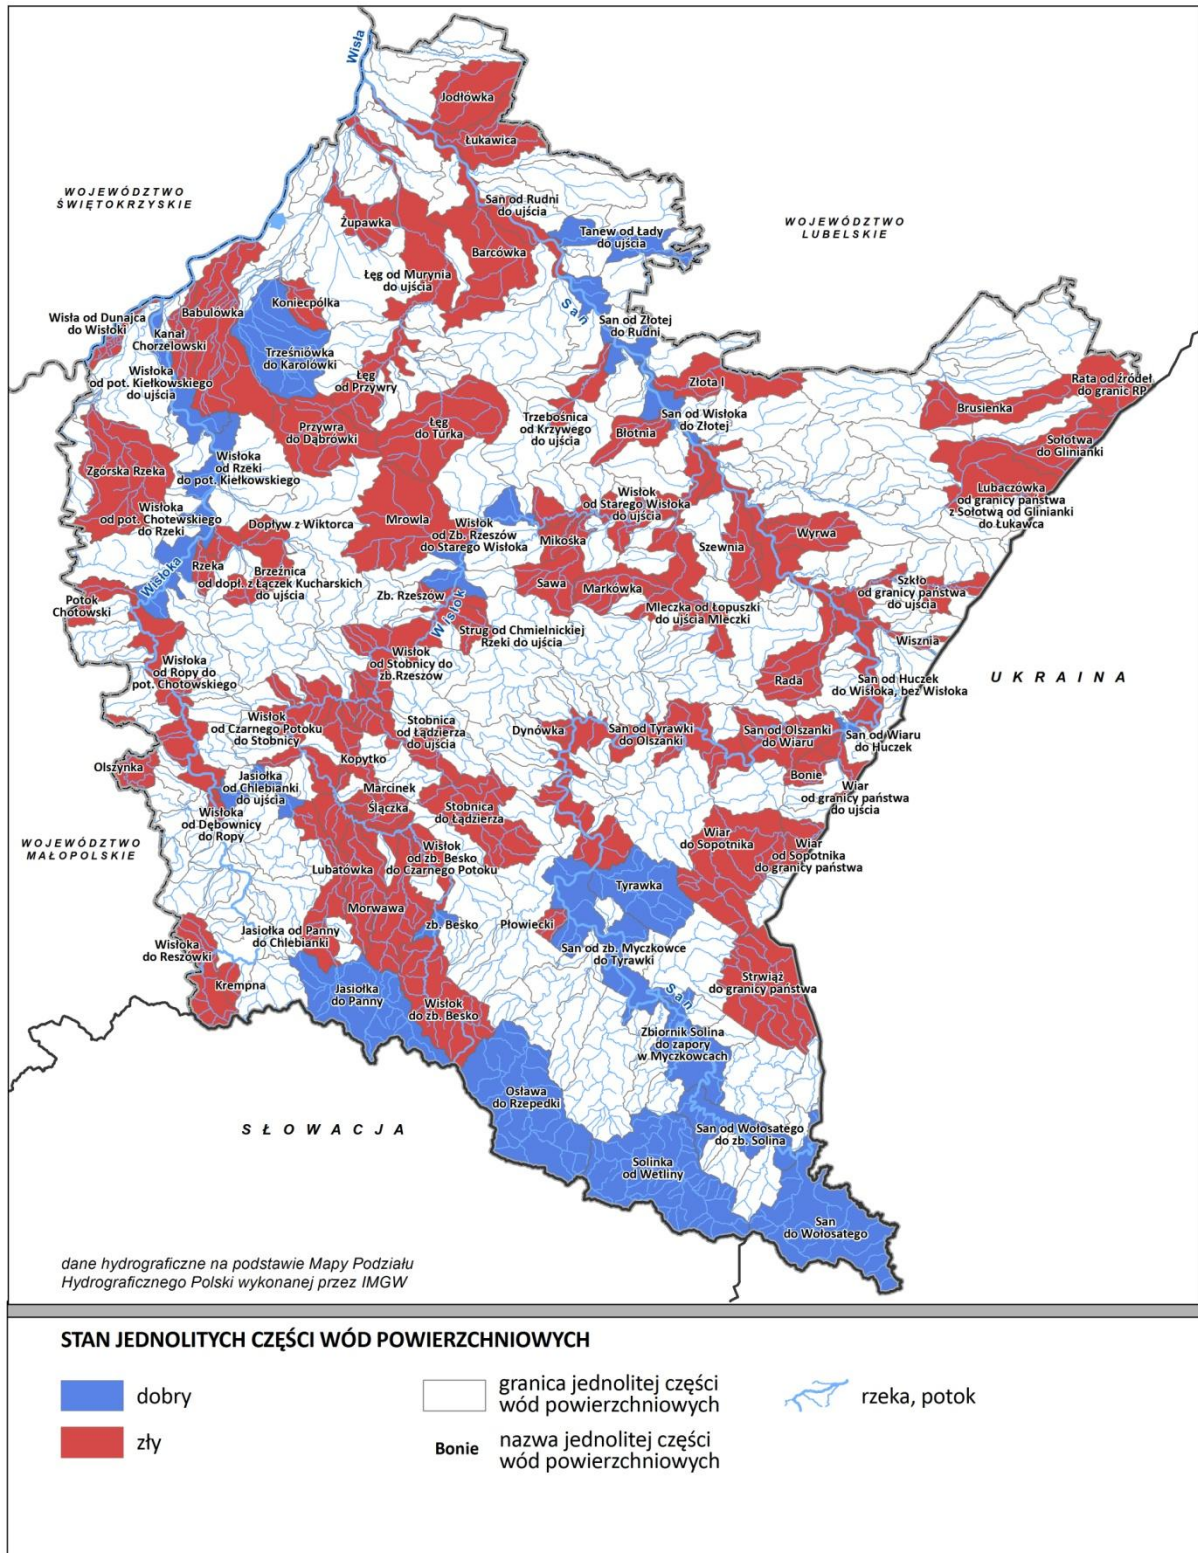 Wisła
Jodłówka
Łukawica
WOJEWÓDZTWO
ŚWIĘTOKRZYSKIE
San od Rudni
do ujścia
WOJEWÓDZTWO
LUBELSKIE
Żupawka
Tanew od Łady
do ujścia
Barcówka
Łęg od Murynia
do ujścia
Koniecpólka
San
Wisła od Dunajca
do Wisłoki
Babulówka
San od Złotej
do Rudni
Kanał
Chorzelowski
Trześniówka
do Karolówki
Wisłoka
od pot. Kiełkowskiego
do ujścia
Łęg
od Przywry
Złota I
Rata od źródeł
do granic RP
Brusienka
Trzebośnica
od Krzywego
do ujścia
San od Wisłoka
do Złotej
Przywra
do Dąbrówki
Łęg
do Turka
Błotnia
Sołotwa
do Glinianki
Zgórska Rzeka
Wisłoka
od Rzeki
do pot. Kiełkowskiego
Lubaczówka
od granicy państwa
z Sołotwą od Glinianki
do Łukawca
Wisłoka
od pot. Chotewskiego
do Rzeki
Dopływ z Wiktorca
Mrowla
Wisłok
od Zb. Rzeszów
do Starego Wisłoka
Wisłok
od Starego Wisłoka
do ujścia
Mikośka
Szewnia
Wyrwa
Wisłoka
Rzeka
Brzeźnica
od dopł. z Łączek Kucharskich
do ujścia
Sawa
Markówka
Szkło
od granicy państwa
do ujścia
Potok
Chotowski
Zb. Rzeszów
Wisłok
Mleczka od Łopuszki
do ujścia Mleczki
Strug od Chmielnickiej
Rzeki do ujścia
Wisznia
Wisłoka
od Ropy do
pot. Chotowskiego
Wisłok
od Stobnicy do
zb.Rzeszów
Rada
San od Huczek
do Wisłoka, bez Wisłoka
UKRAINA
Wisłok
od Czarnego Potoku
do Stobnicy
Stobnica
od Łądzierza
do ujścia
Dynówka
San od Tyrawki
do Olszanki
San od Olszanki
do Wiaru
San od Wiaru
do Huczek
Olszynka
Kopytko
Jasiołka
od Chlebianki
do ujścia
Marcinek
Ślączka
Bonie
Wiar
od granicy państwa
do ujścia
Wisłoka
od Dębownicy
do Ropy
Stobnica
do Łądzierza
WOJEWÓDZTWO
MAŁOPOLSKIE
Wiar
do Sopotnika
Wiar
od Sopotnika
do granicy państwa
Lubatówka
Wisłok
od zb. Besko
do Czarnego Potoku
Tyrawka
Morwawa
zb. Besko
Płowiecki
Wisłoka
do Reszówki
Jasiołka od Panny
do Chlebianki
San od zb. Myczkowce
do Tyrawki
Krempna
Jasiołka
do Panny
Strwiąż
do granicy państwa
San
Wisłok
do zb. Besko
Zbiornik Solina
do zapory
w Myczkowcach
Osława
do Rzepedki
SŁOWACJA
San od Wołosatego
do zb. Solina
Solinka
od Wetliny
San
do Wołosatego
dane hydrograficzne na podstawie Mapy Podziału
Hydrograficznego Polski wykonanej przez IMGW
STAN JEDNOLITYCH CZĘŚCI WÓD POWIERZCHNIOWYCH
dobry
zły
granica jednolitej części
wód powierzchniowych
Bonie
nazwa jednolitej części
wód powierzchniowych
rzeka, potok